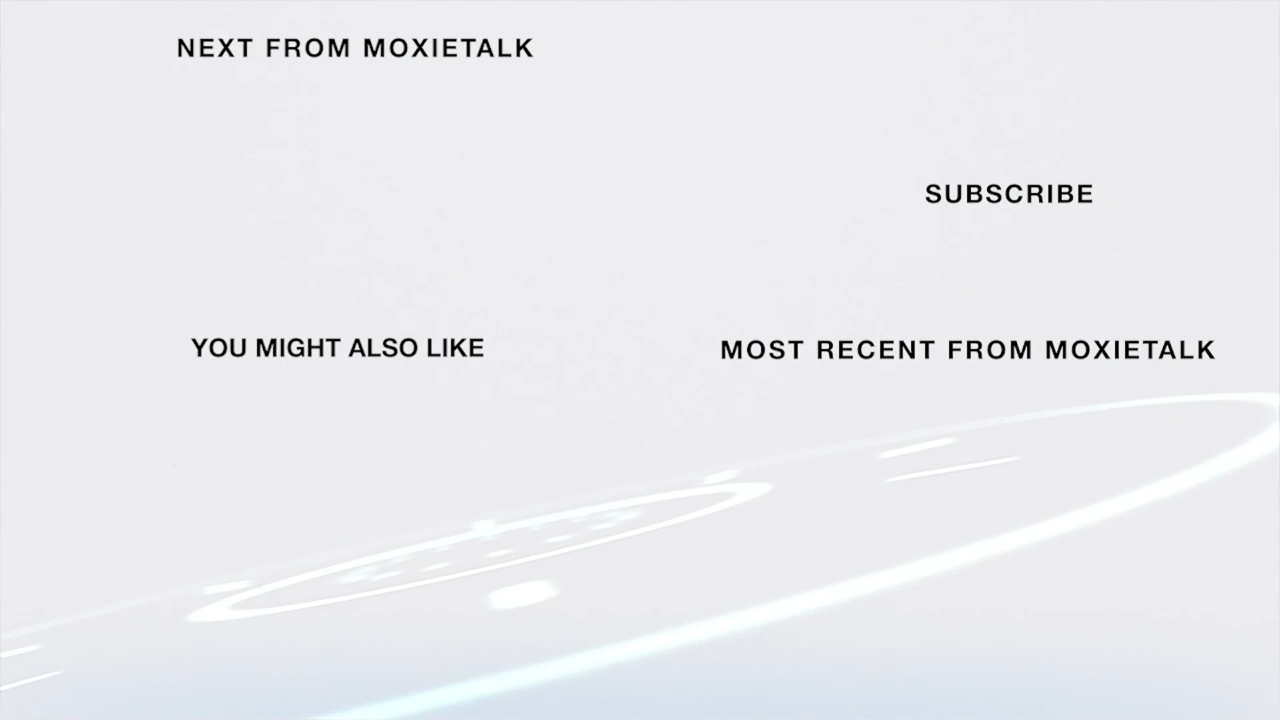 NEXT FROM MOXIETALK
SUBSCRIBE
YOU MIGHT ALSO LIKE
MOST RECENT FROM MOXIETALK